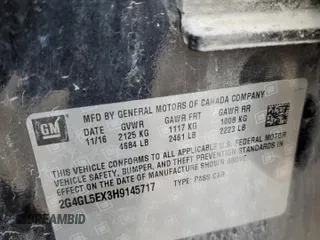 GM
MFD BY GENERAL MOTORS OF CANADA COMPANY
DATE GVWR GAWR FRT GAWR RR
11/16 2125 KG 1117 KG 1008 KG
4684 LB 2461 LB 2223 LB
THIS VEHICLE CONFORMS TO ALL APPLICABLE U.S. FEDERAL MOTOR VEHICLE SAFETY, BUMPER, AND THEFT PREVENTION STANDARDS IN EFFECT ON THE DATE OF MANUFACTURE SHOWN ABOVE.
2G4GL5EX3H9145717 TYPE: PASS CAR
AUTOBIDMASTER